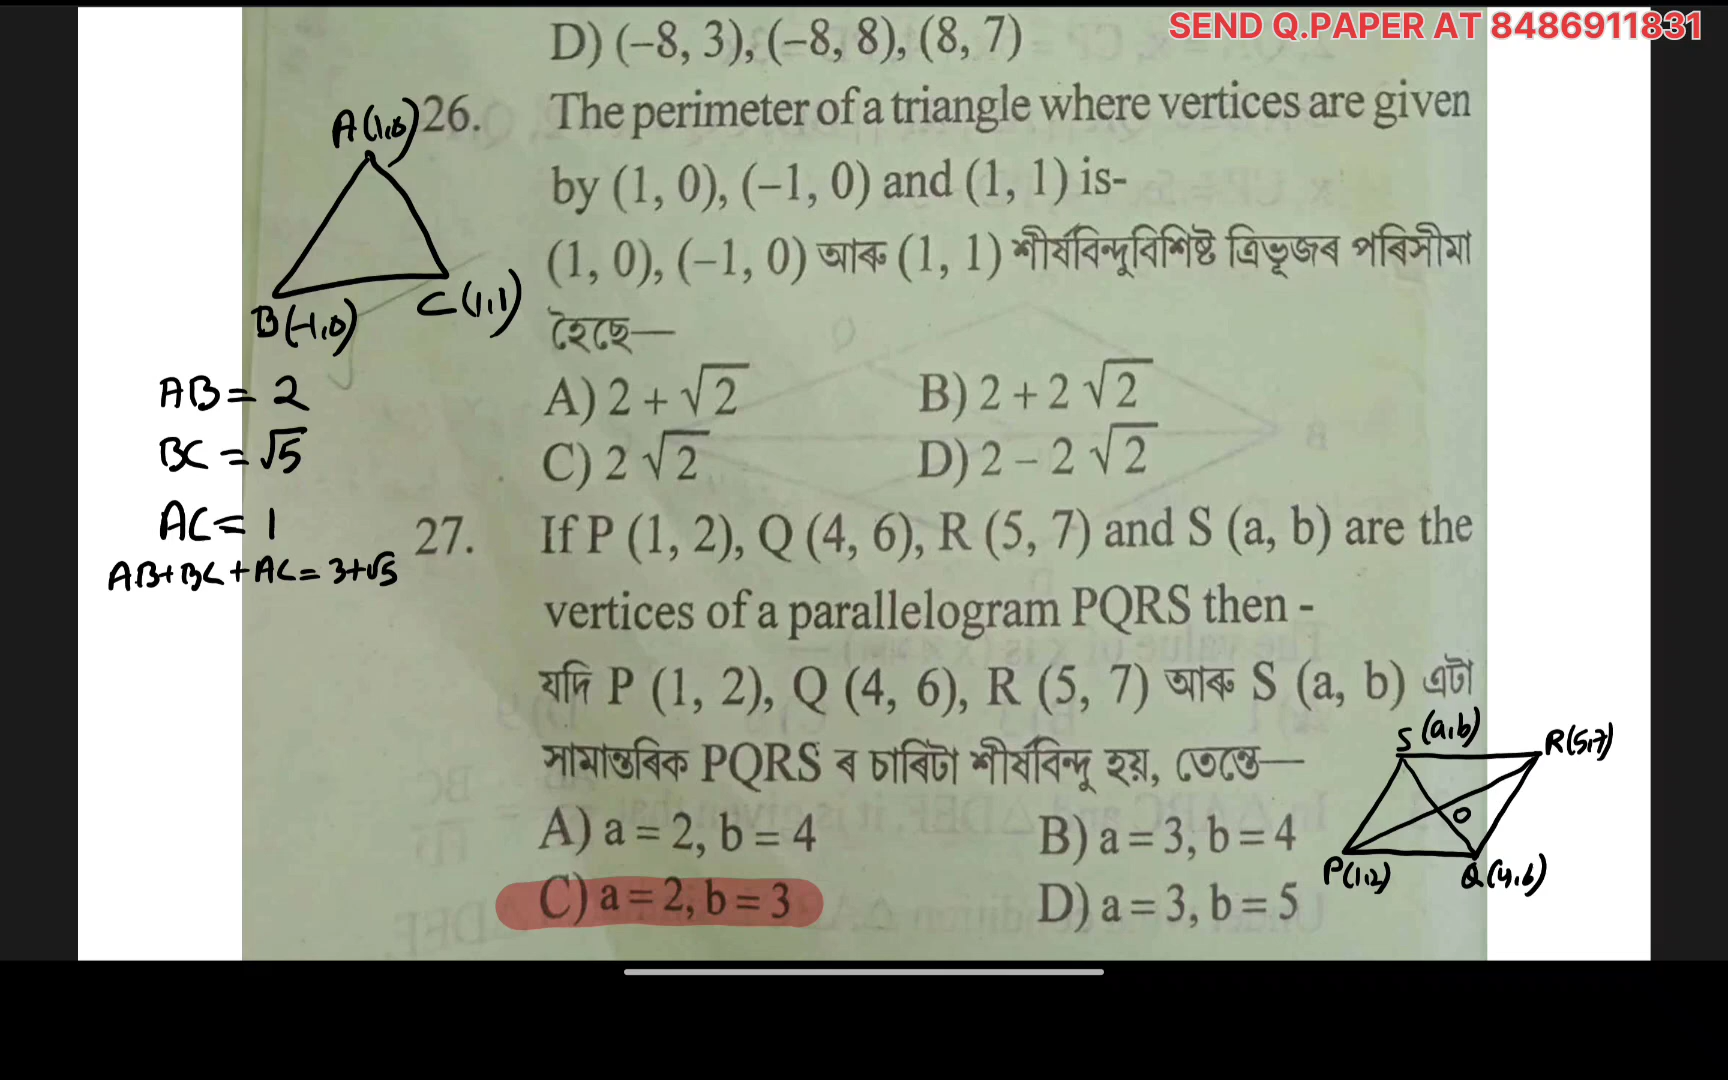 SEND Q.PAPER AT 8486911831
D) (–8, 3), (–8, 8), (8, 7)
26. The perimeter of a triangle where vertices are given
by (1, 0), (–1, 0) and (1, 1) is-
(1, 0), (–1, 0) আৰু (1, 1) শীৰ্ষবিন্দুবিশিষ্ট ত্ৰিভূজৰ পৰিসীমা
হৈছে—
A) 2 + √2 B) 2 + 2 √2
C) 2 √2 D) 2 – 2 √2
A(1,0)
B(-1,0) C(1,1)
AB = 2
BC = √5
AC = 1
AB+BC+AC = 3+√5
27. If P (1, 2), Q (4, 6), R (5, 7) and S (a, b) are the
vertices of a parallelogram PQRS then -
যদি P (1, 2), Q (4, 6), R (5, 7) আৰু S (a, b) এটা
সামান্তৰিক PQRS ৰ চাৰিটা শীৰ্ষবিন্দু হয়, তেন্তে—
A) a = 2, b = 4 B) a = 3, b = 4
C) a = 2, b = 3 D) a = 3, b = 5
S (a,b) R(5,7)
O
P(1,2) Q(4,6)